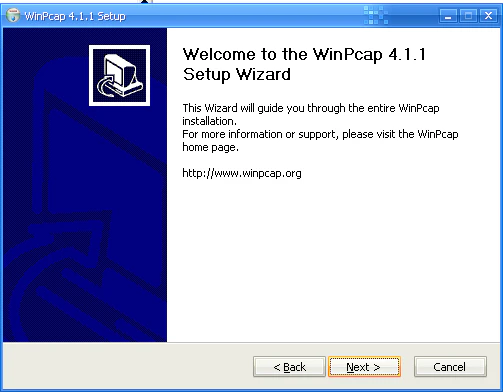 WinPcap 4.1.1 Setup
Welcome to the WinPcap 4.1.1
Setup Wizard
This Wizard will guide you through the entire WinPcap
installation.
For more information or support, please visit the WinPcap
home page.
http://www.winpcap.org
< Back
Next >
Cancel